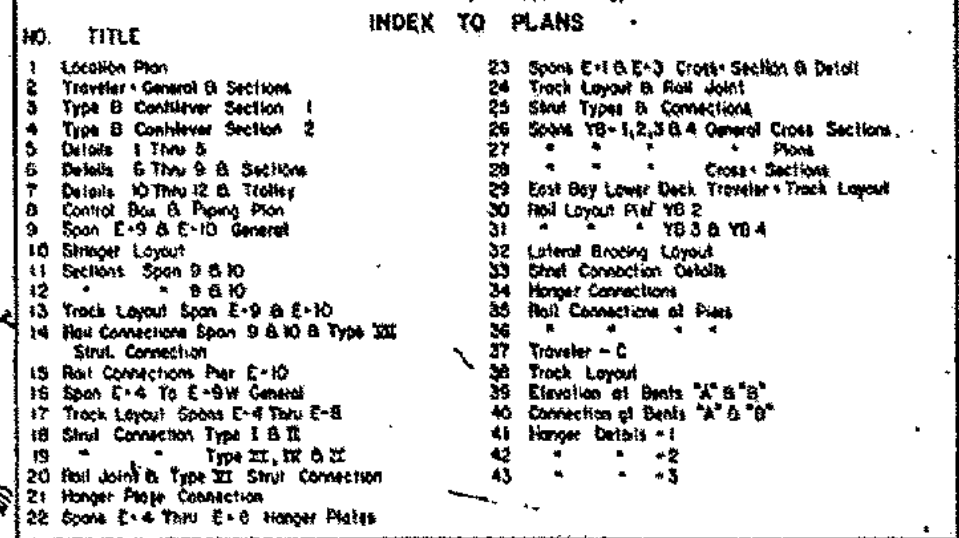 INDEX TO PLANS
NO. TITLE
1 Location Plan
2 Traveler - General & Sections
3 Type B Cantilever Section 1
4 Type B Cantilever Section 2
5 Details 1 Thru 5
6 Details 6 Thru 9 & Sections
7 Details 10 Thru 12 & Trolley
8 Control Box & Piping Plan
9 Span E-9 & E-10 General
10 Stringer Layout
11 Sections Span 9 & 10
12 " " 8 & 10
13 Track Layout Span E-9 & E-10
14 Rail Connections Span 9 & 10 & Type VII
Strut. Connection
15 Rail Connections Pier E-10
16 Span E-4 To E-9W General
17 Track Layout Spans E-4 Thru E-8
18 Strut Connection Type I & II
19 " " Type III, IV &
20 Rail Joint & Type VI Strut Connection
21 Hanger Plate Connection
22 Spans E-4 Thru E-8 Hanger Plates
23 Spans E-1 & E-3 Cross-Section & Detail
24 Track Layout & Rail Joint
25 Strut Types & Connections
26 Spans YB-1,2,3 & 4 General Cross Sections.
27 " " " " Plans
28 " " " Cross-Sections
29 East Bay Lower Deck Traveler - Track Layout
30 Rail Layout Pier YB 2
31 " " " YB 3 & YB 4
32 Lateral Bracing Layout
33 Strut Connection Details
34 Hanger Connections
35 Rail Connections at Piers
36 " " " "
37 Traveler - C
38 Track Layout
39 Elevation at Bents "A" & "B"
40 Connection at Bents "A" & "B"
41 Hanger Details -1
42 " " -2
43 " " -3